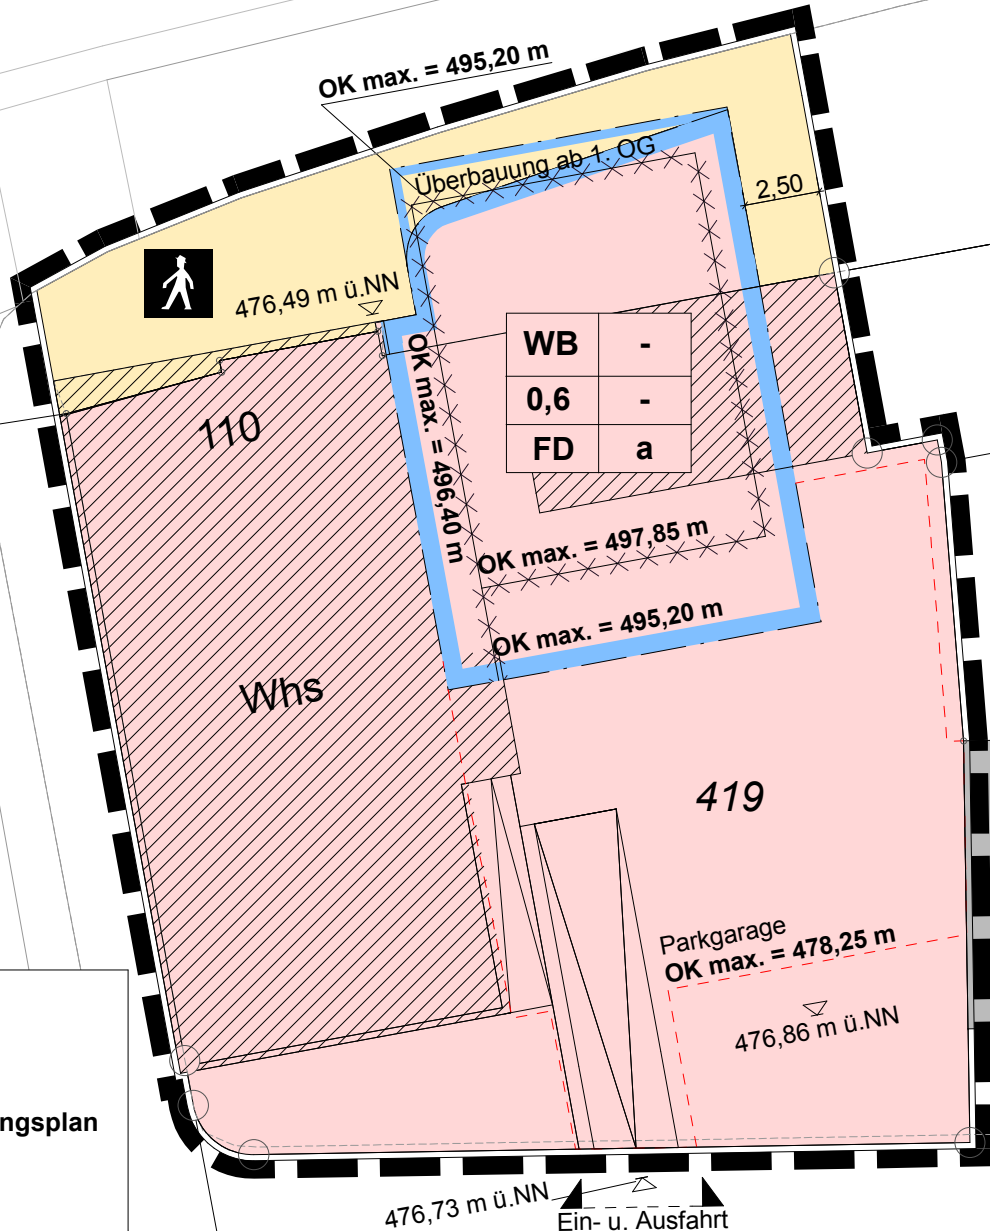 OK max. = 495,20 m
Überbauung ab 1. OG
2,50
476,49 m ü.NN
WB -
0,6 -
FD a
110
OK max. = 496,40 m
OK max. = 497,85 m
OK max. = 495,20 m
Whs
419
Parkgarage
OK max. = 478,25 m
476,86 m ü.NN
ngsplan
476,73 m ü.NN
Ein- u. Ausfahrt